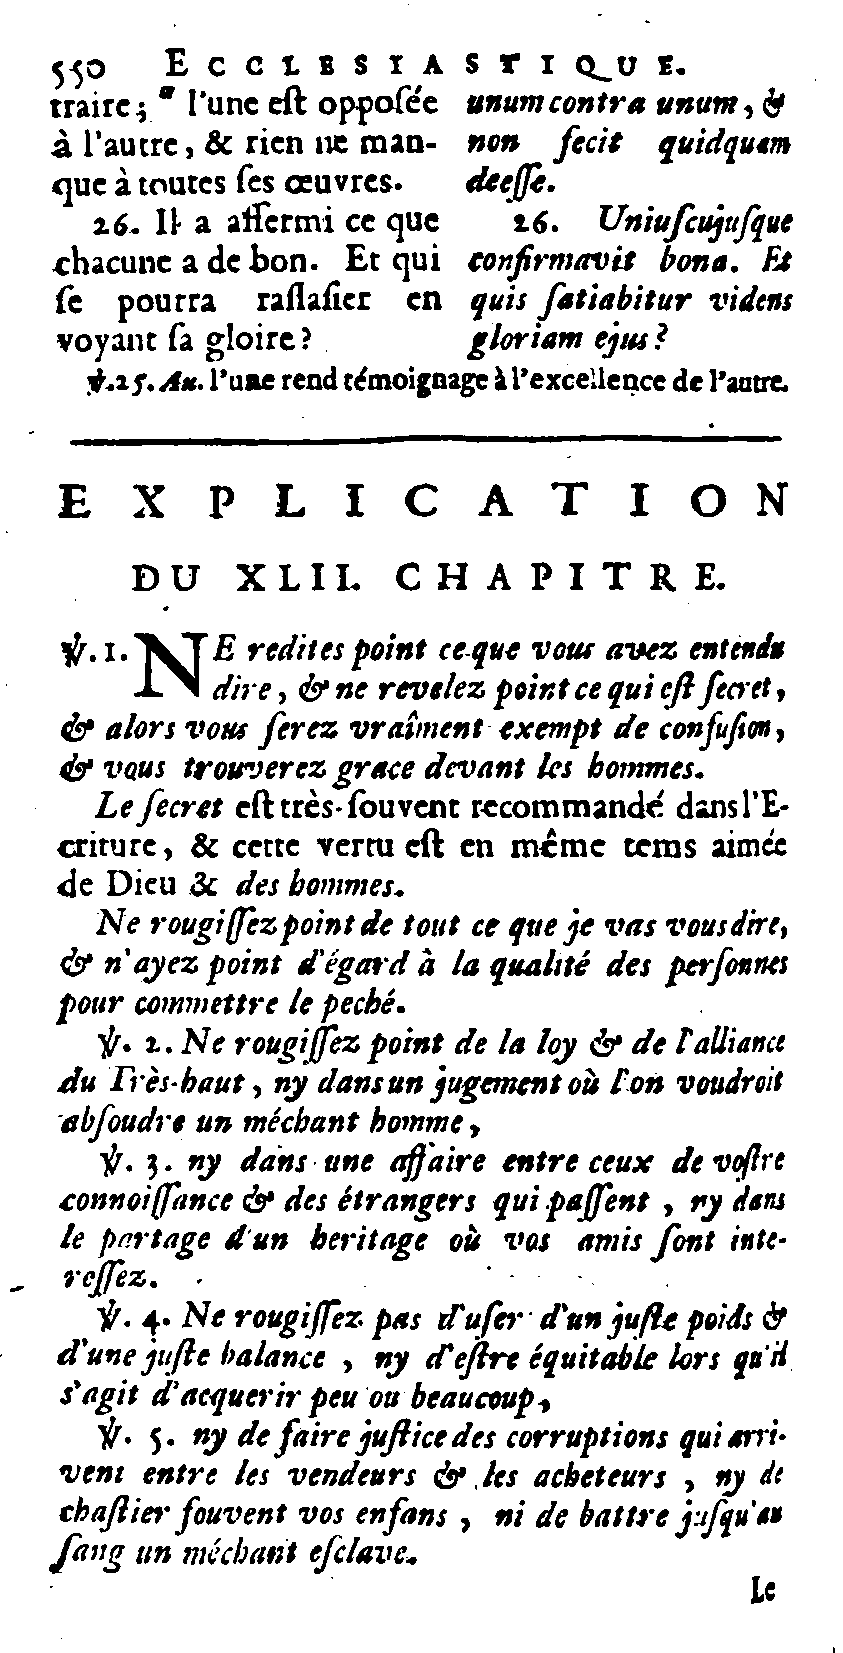 550 ECCLESIASTIQUE.
traire; " l'une est opposée
à l'autre, & rien ne man-
que à toutes ses œuvres.
26. Il a affermi ce que
chacune a de bon. Et qui
se pourra rassasier en
voyant sa gloire?
unum contra unum, &
non fecit quidquam
deesse.
26. Uniuscujusque
confirmavit bona. Et
quis satiabitur videns
gloriam ejus?
℣.25. Au. l'une rend témoignage à l'excellence de l'autre.
EXPLICATION
DU XLII. CHAPITRE.
℣. 1. NE redites point ce que vous avez entendu
dire, & ne revelez point ce qui est secret,
& alors vous serez vraîment exempt de confusion,
& vous trouverez grace devant les hommes.
Le secret est très-souvent recommandé dans l'E-
criture, & cette vertu est en même tems aimée
de Dieu & des hommes.
Ne rougissez point de tout ce que je vas vous dire,
& n'ayez point d'égard à la qualité des personnes
pour commettre le peché.
℣. 2. Ne rougissez point de la loy & de l'alliance
du Très-haut, ny dans un jugement où l'on voudroit
absoudre un méchant homme,
℣. 3. ny dans une affaire entre ceux de vostre
connoissance & des étrangers qui passent, ny dans
le partage d'un heritage où vos amis sont inte-
ressez.
℣. 4. Ne rougissez pas d'user d'un juste poids &
d'une juste balance, ny d'estre équitable lors qu'il
s'agit d'acquerir peu ou beaucoup,
℣. 5. ny de faire justice des corruptions qui arri-
vent entre les vendeurs & les acheteurs, ny de
chastier souvent vos enfans, ni de battre jusqu'au
sang un méchant esclave.
Le